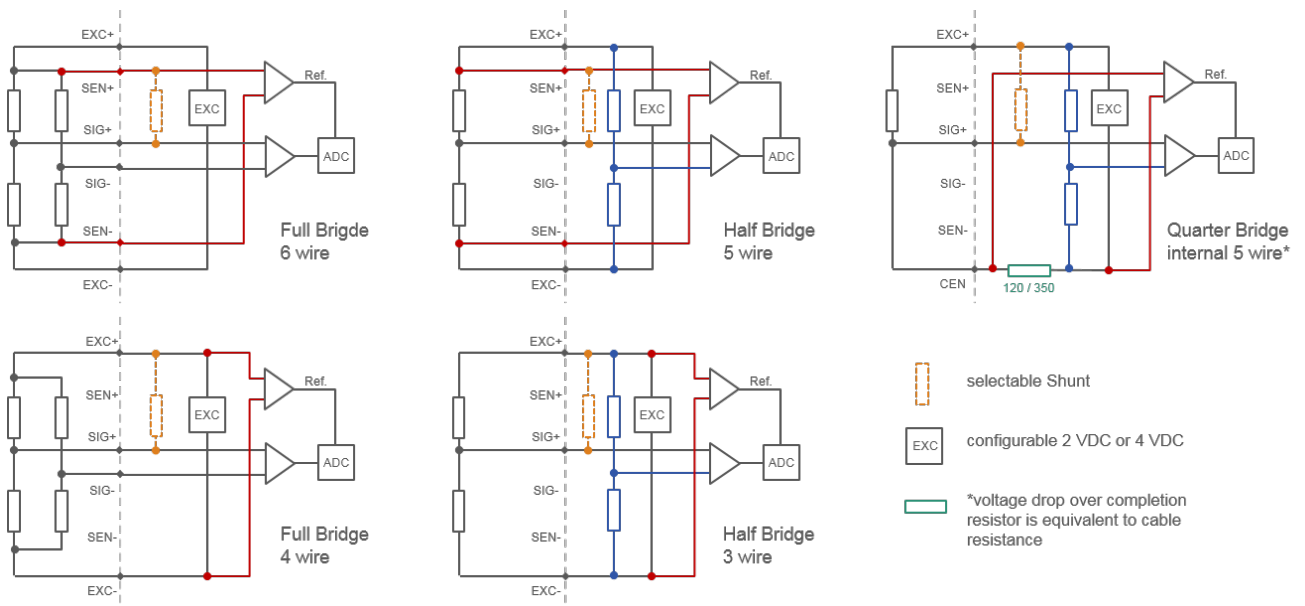 EXC+
SEN+
SIG+
SIG-
SEN-
EXC-
EXC
Ref.
ADC
Full Brigde
6 wire
EXC+
SEN+
SIG+
SIG-
SEN-
EXC-
EXC
Ref.
ADC
Half Bridge
5 wire
EXC+
SEN+
SIG+
SIG-
SEN-
CEN
120 / 350
EXC
Ref.
ADC
Quarter Bridge
internal 5 wire*
EXC+
SEN+
SIG+
SIG-
SEN-
EXC-
EXC
Ref.
ADC
Full Bridge
4 wire
EXC+
SEN+
SIG+
SIG-
SEN-
EXC-
EXC
Ref.
ADC
Half Bridge
3 wire
selectable Shunt
EXC
configurable 2 VDC or 4 VDC
*voltage drop over completion
resistor is equivalent to cable
resistance